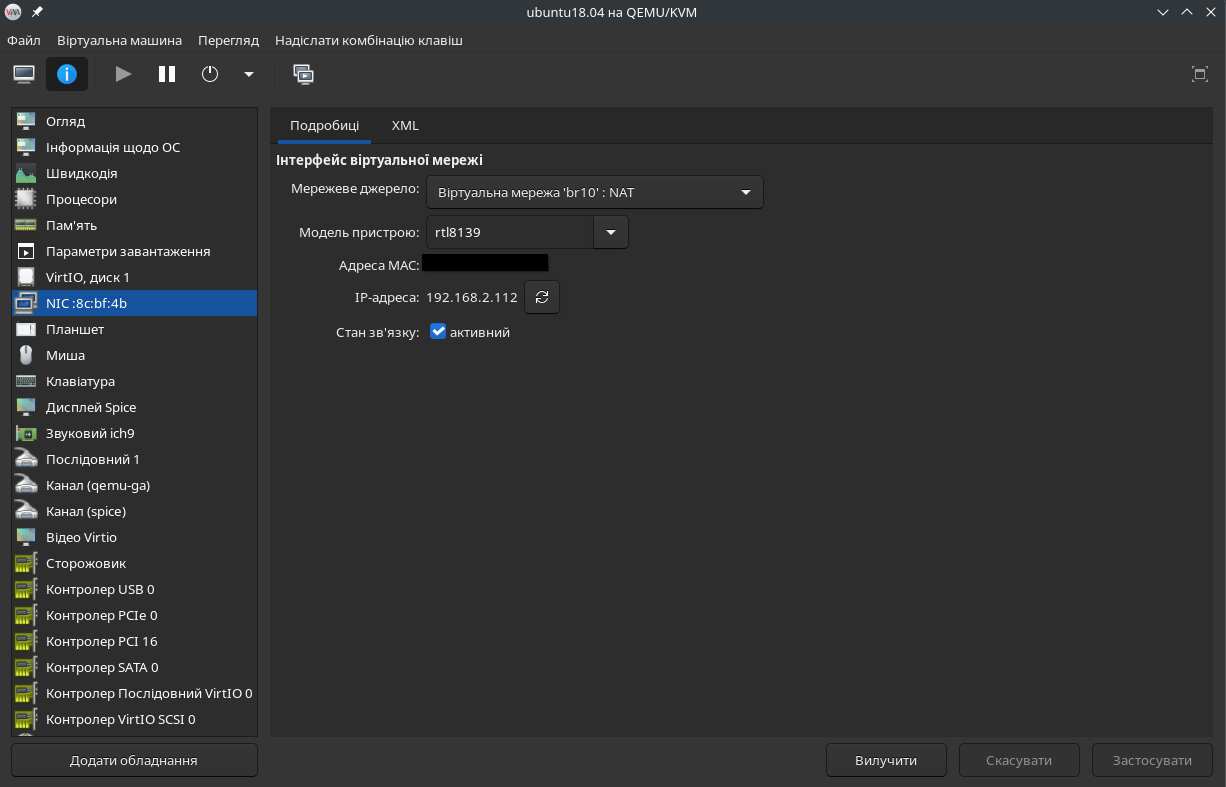 ubuntu18.04 на QEMU/KVM
Файл Віртуальна машина Перегляд Надіслати комбінацію клавіш
Огляд
Інформація щодо ОС
Швидкодія
Процесори
Пам'ять
Параметри завантаження
VirtIO, диск 1
NIC :8c:bf:4b
Планшет
Миша
Клавіатура
Дисплей Spice
Звуковий ich9
Послідовний 1
Канал (qemu-ga)
Канал (spice)
Відео Virtio
Сторожовик
Контролер USB 0
Контролер PCIe 0
Контролер PCI 16
Контролер SATA 0
Контролер Послідовний VirtIO 0
Контролер VirtIO SCSI 0
Додати обладнання
Подробиці XML
Інтерфейс віртуальної мережі
Мережеве джерело: Віртуальна мережа 'br10' : NAT
Модель пристрою: rtl8139
Адреса MAC:
IP-адреса: 192.168.2.112
Стан зв'язку: активний
Вилучити Скасувати Застосувати